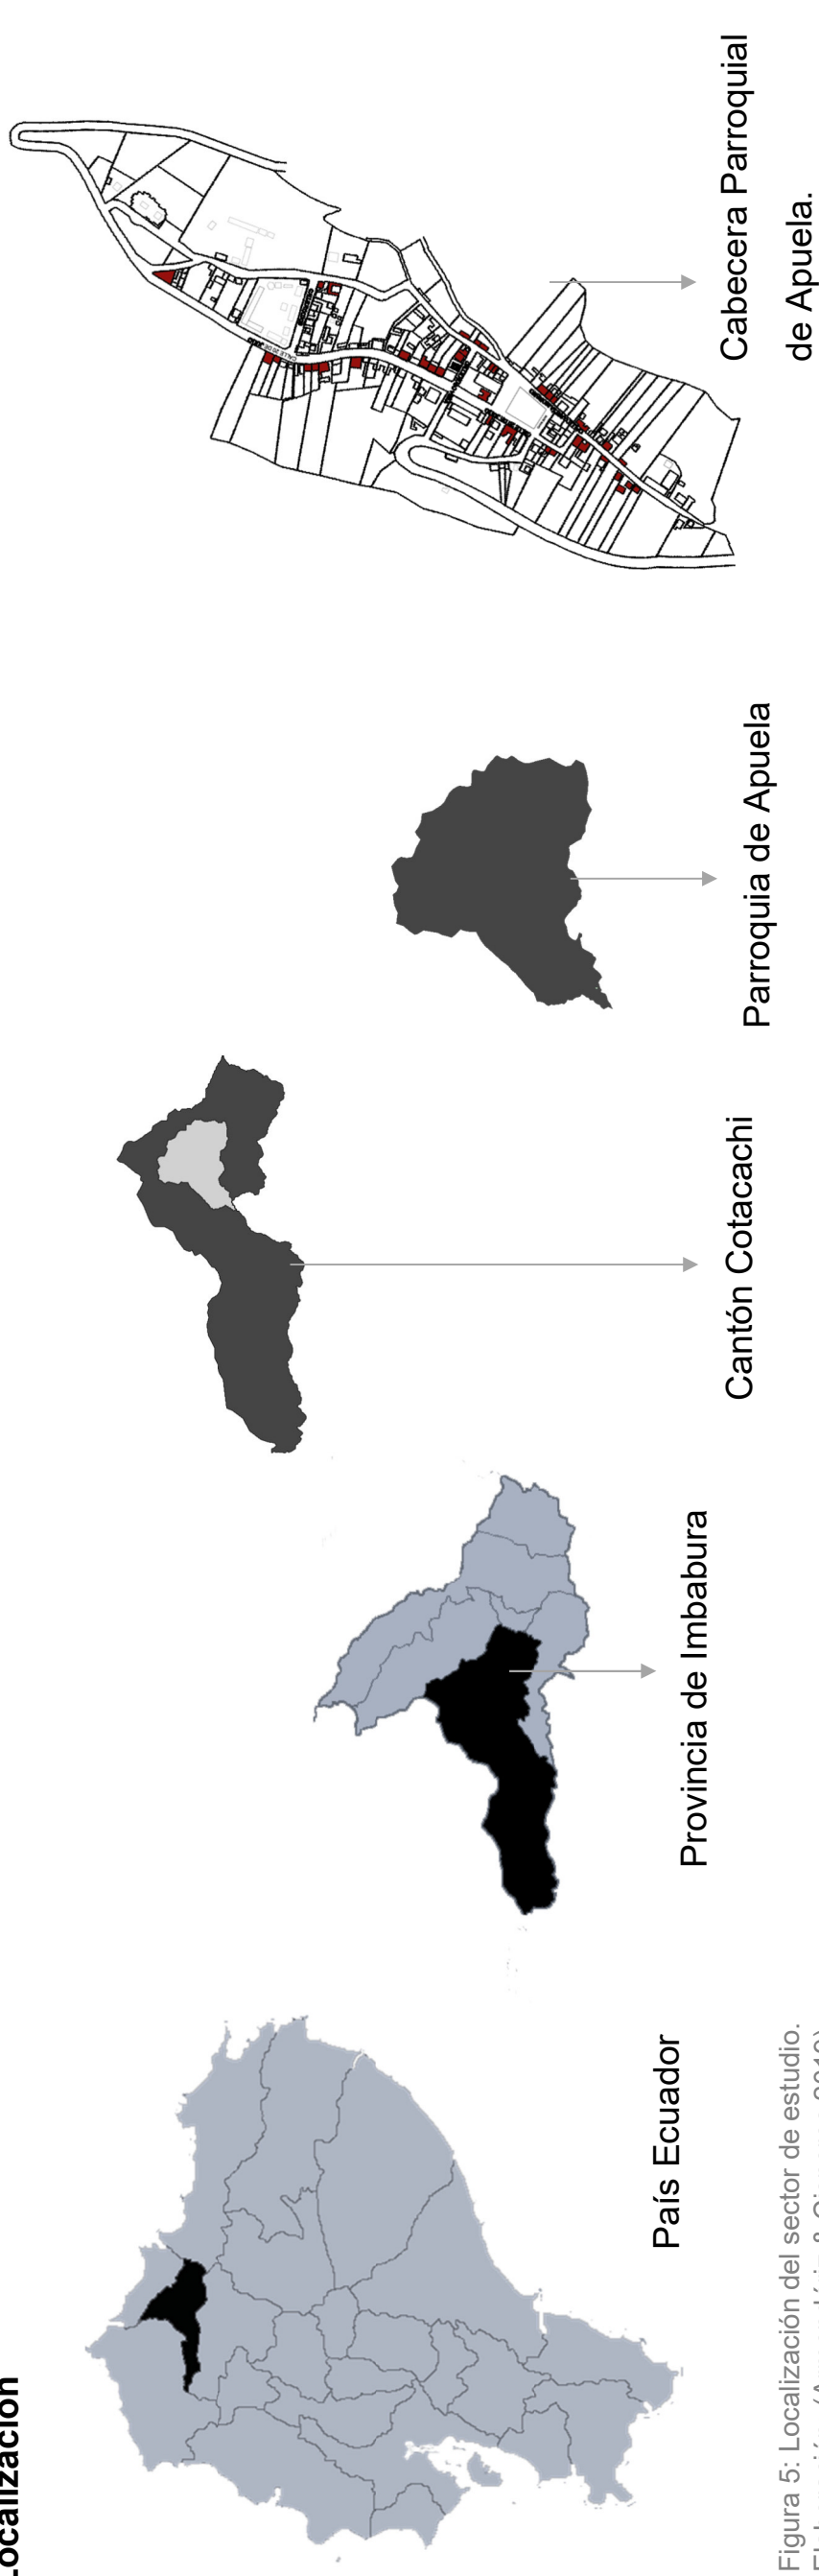 País Ecuador
Provincia de Imbabura
Cantón Cotacachi
Parroquia de Apuela
Cabecera Parroquial
de Apuela.
Figura 5: Localización del sector de estudio.